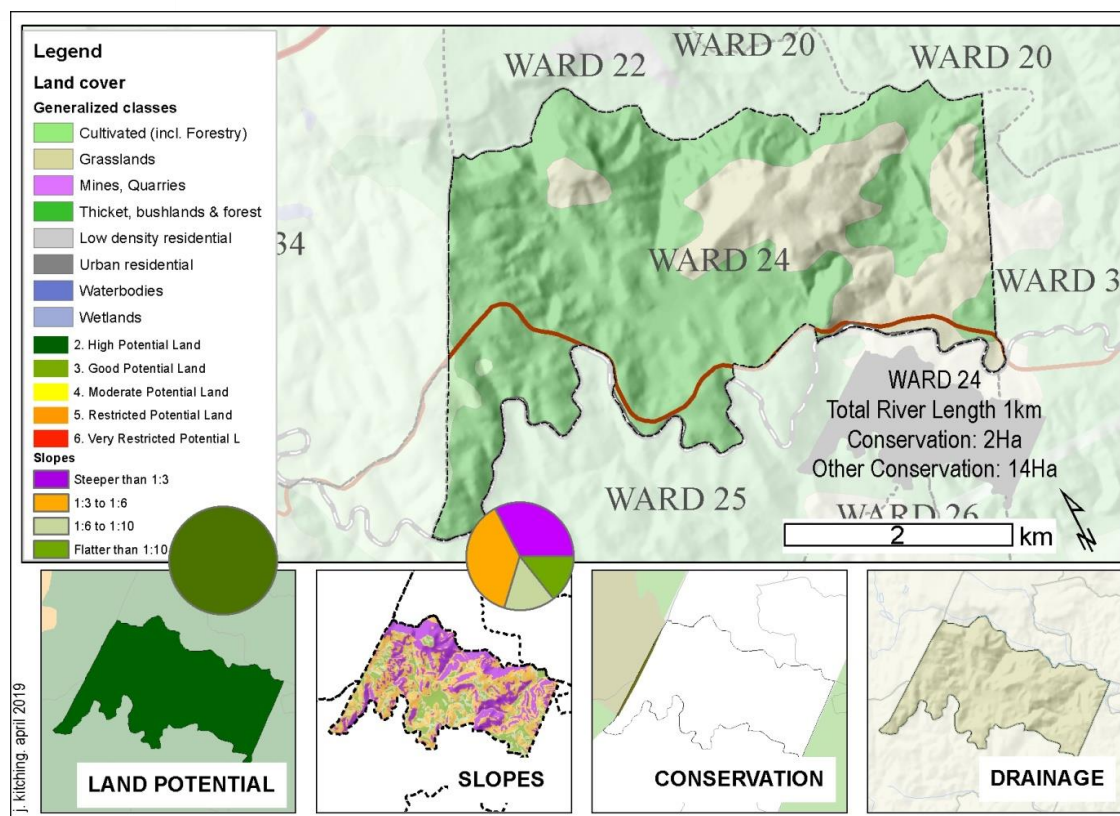 Legend
Land cover
Generalized classes
Cultivated (incl. Forestry)
Grasslands
Mines, Quarries
Thicket, bushlands & forest
Low density residential
Urban residential
Waterbodies
Wetlands
2. High Potential Land
3. Good Potential Land
4. Moderate Potential Land
5. Restricted Potential Land
6. Very Restricted Potential L
Slopes
Steeper than 1:3
1:3 to 1:6
1:6 to 1:10
Flatter than 1:10
WARD 22
WARD 20
WARD 20
34
WARD 24
WARD 3
WARD 25
WARD 26
WARD 24
Total River Length 1km
Conservation: 2Ha
Other Conservation: 14Ha
2 km
N
LAND POTENTIAL
SLOPES
CONSERVATION
DRAINAGE
j. kitching. april 2019